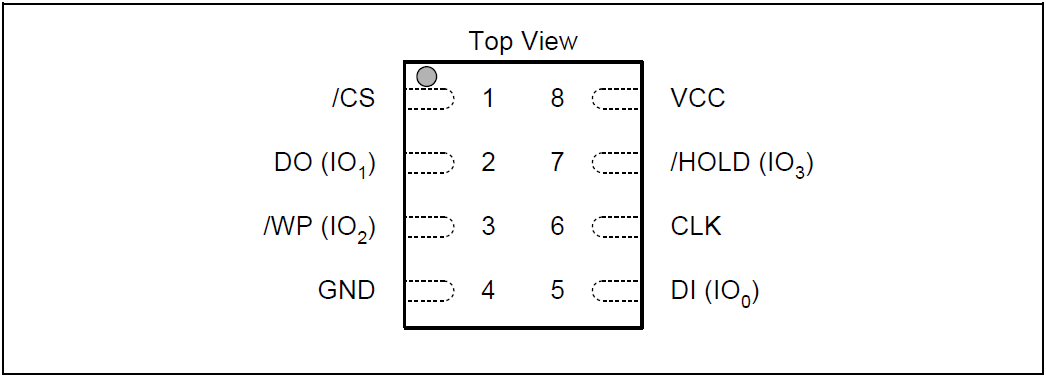 Top View
/CS 1 8 VCC
DO (IO1) 2 7 /HOLD (IO3)
/WP (IO2) 3 6 CLK
GND 4 5 DI (IO0)